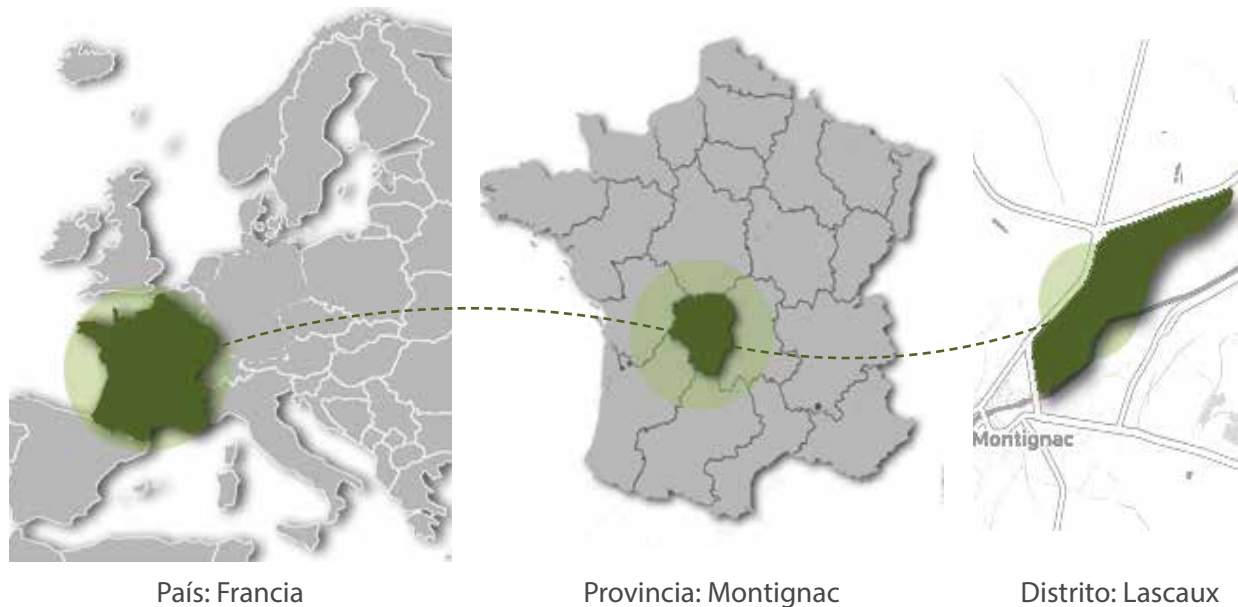 Montignac
País: Francia
Provincia: Montignac
Distrito: Lascaux